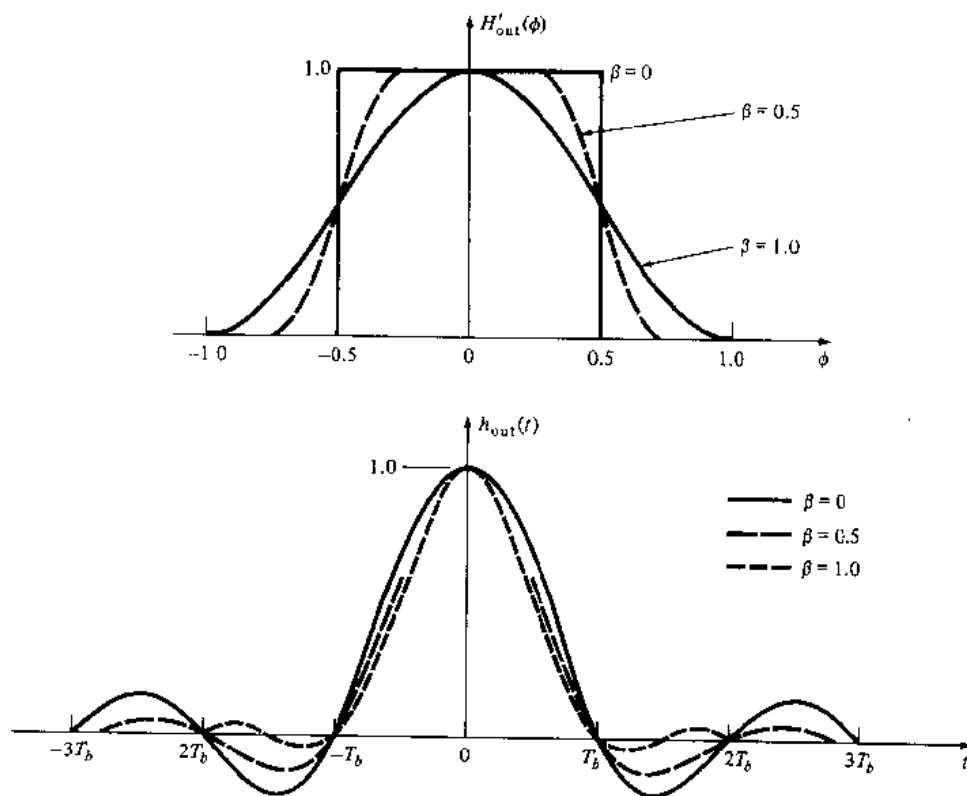 H'out(ϕ)
1.0
β = 0
β = 0.5
β = 1.0
--1 0
−0.5
0
0.5
1.0
ϕ
hout(t)
1.0
β = 0
β = 0.5
β = 1.0
−3Tb
2Tb
−Tb
0
Tb
2Tb
3Tb
t